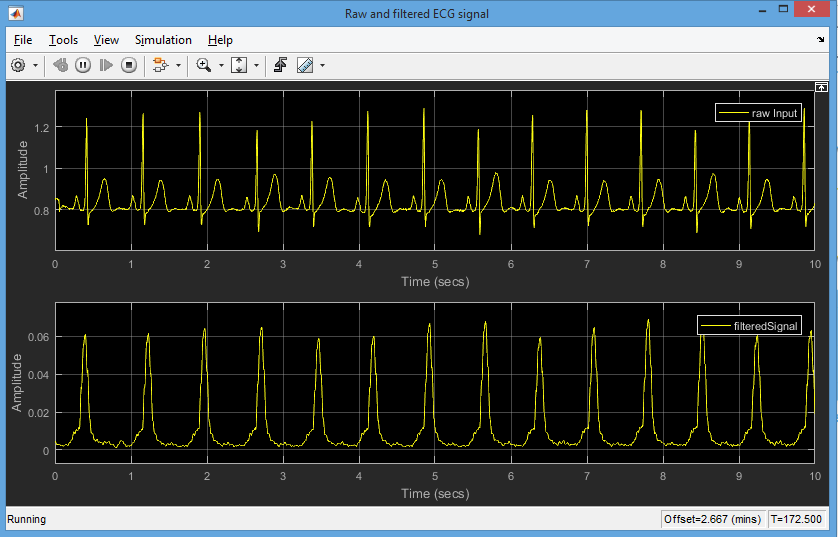 Raw and filtered ECG signal
File Tools View Simulation Help
raw Input
Amplitude
1.2
1
0.8
0 1 2 3 4 5 6 7 8 9 10
Time (secs)
filteredSignal
Amplitude
0.06
0.04
0.02
0
0 1 2 3 4 5 6 7 8 9 10
Time (secs)
Running Offset=2.667 (mins) T=172.500